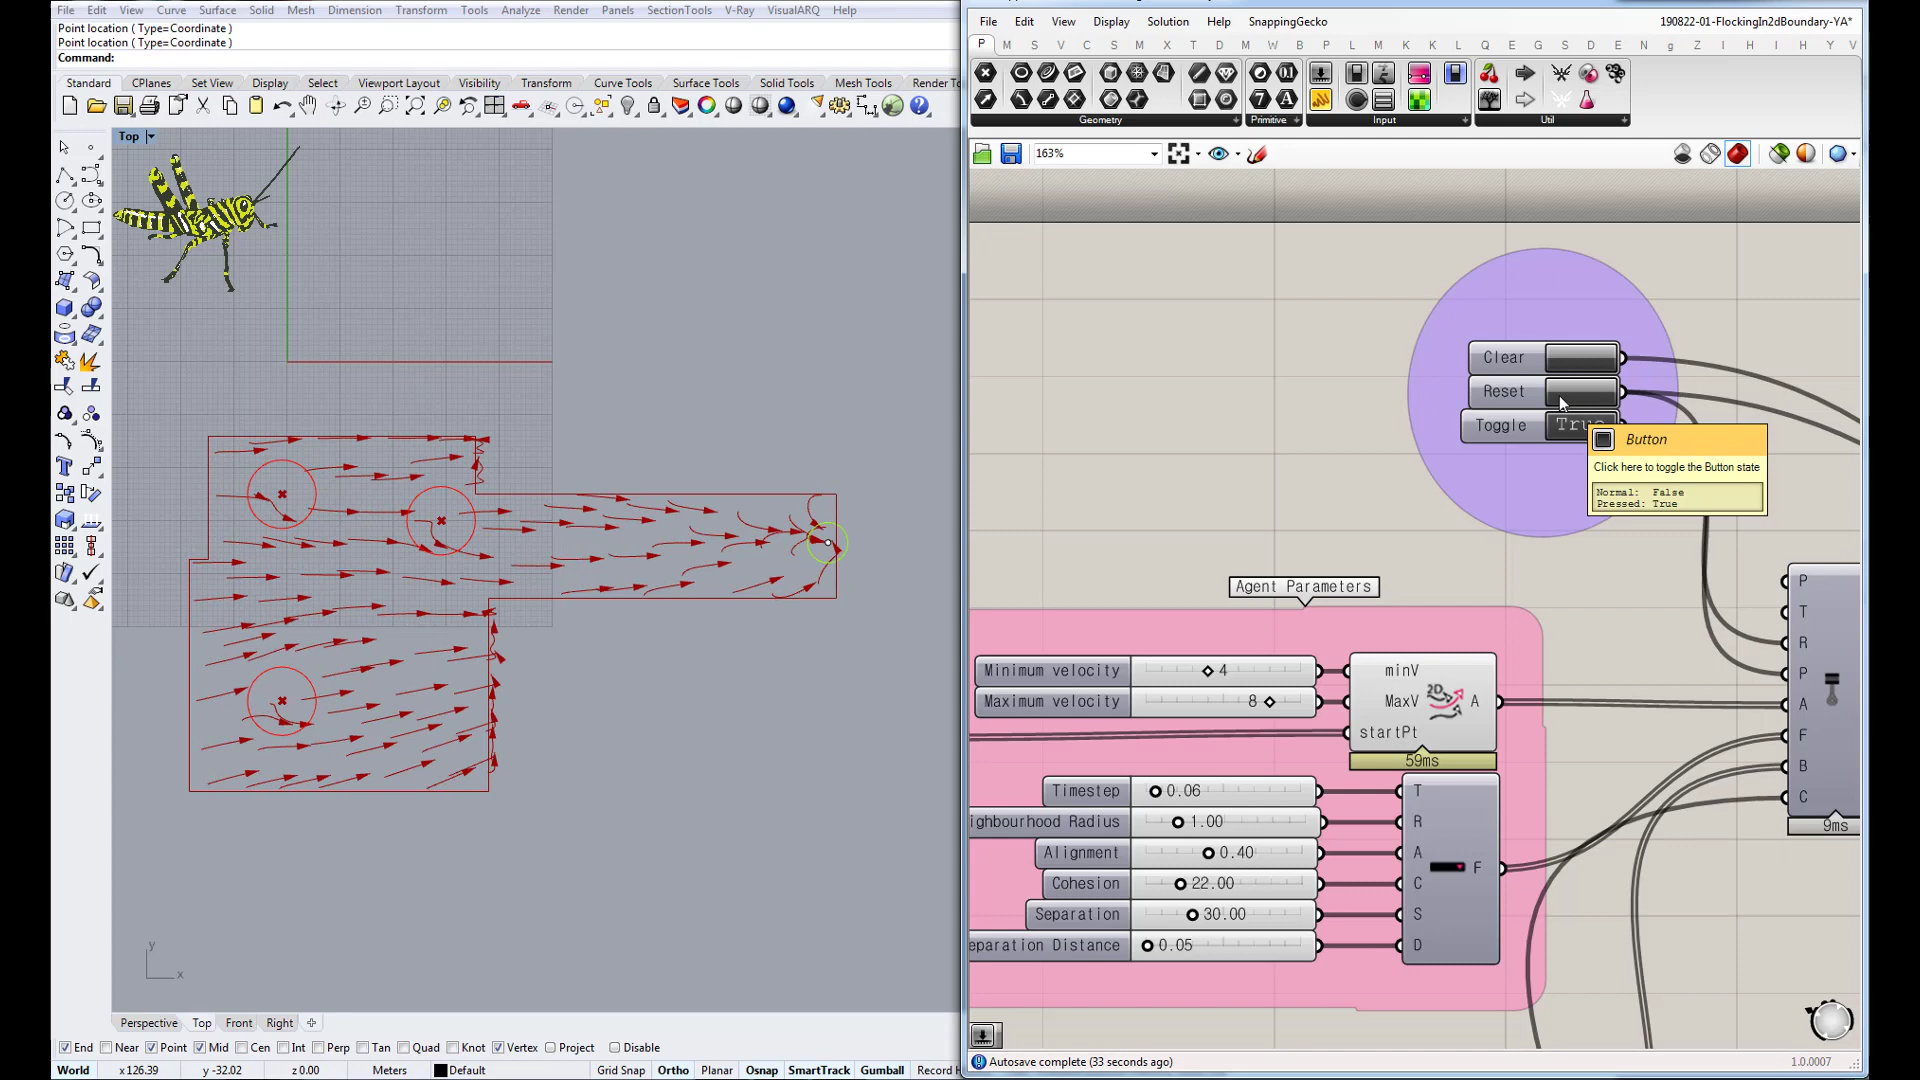 File Edit View Curve Surface Solid Mesh Dimension Transform Tools Analyze Render Panels SectionTools V-Ray VisualARQ Help
Point location ( Type=Coordinate )
Point location ( Type=Coordinate )
Command:
Standard CPlanes Set View Display Select Viewport Layout Visibility Transform Curve Tools Surface Tools Solid Tools Mesh Tools Render To
Top
y
x
Perspective Top Front Right
End Near Point Mid Cen Int Perp Tan Quad Knot Vertex Project Disable
World x 126.39 y -32.02 z 0.00 Meters Default Grid Snap Ortho Planar Osnap SmartTrack Gumball Record H
File Edit View Display Solution Help SnappingGecko 190822-01-FlockingIn2dBoundary-YA*
P M S V C S M X T D M W B P L M K K L Q E G S D E N g Z I H I H Y V
Geometry Primitive Input Util
163%
Clear
Reset
Toggle True
Button
Click here to toggle the Button state
Normal: False
Pressed: True
Agent Parameters
Minimum velocity 4 minV
Maximum velocity 8 MaxV 2D A
startPt
59ms
Timestep 0.06 T
ighbourhood Radius 1.00 R
Alignment 0.40 A
Cohesion 22.00 C F
Separation 30.00 S
eparation Distance 0.05 D
P
T
R
P
A
F
B
C
9ms
Autosave complete (33 seconds ago) 1.0.0007